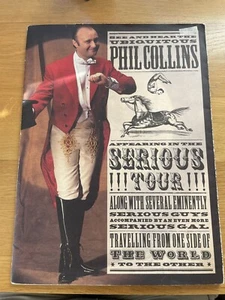 SEE AND HEAR THE
UBIQUITOUS
PHIL COLLINS
APPEARING IN THE
SERIOUS
!!! TOUR !!!
ALONG WITH SEVERAL EMINENTLY
SERIOUS GUYS
ACCOMPANIED BY AN EVEN MORE
SERIOUS GAL
TRAVELLING FROM ONE SIDE OF
THE WORLD
TO THE OTHER